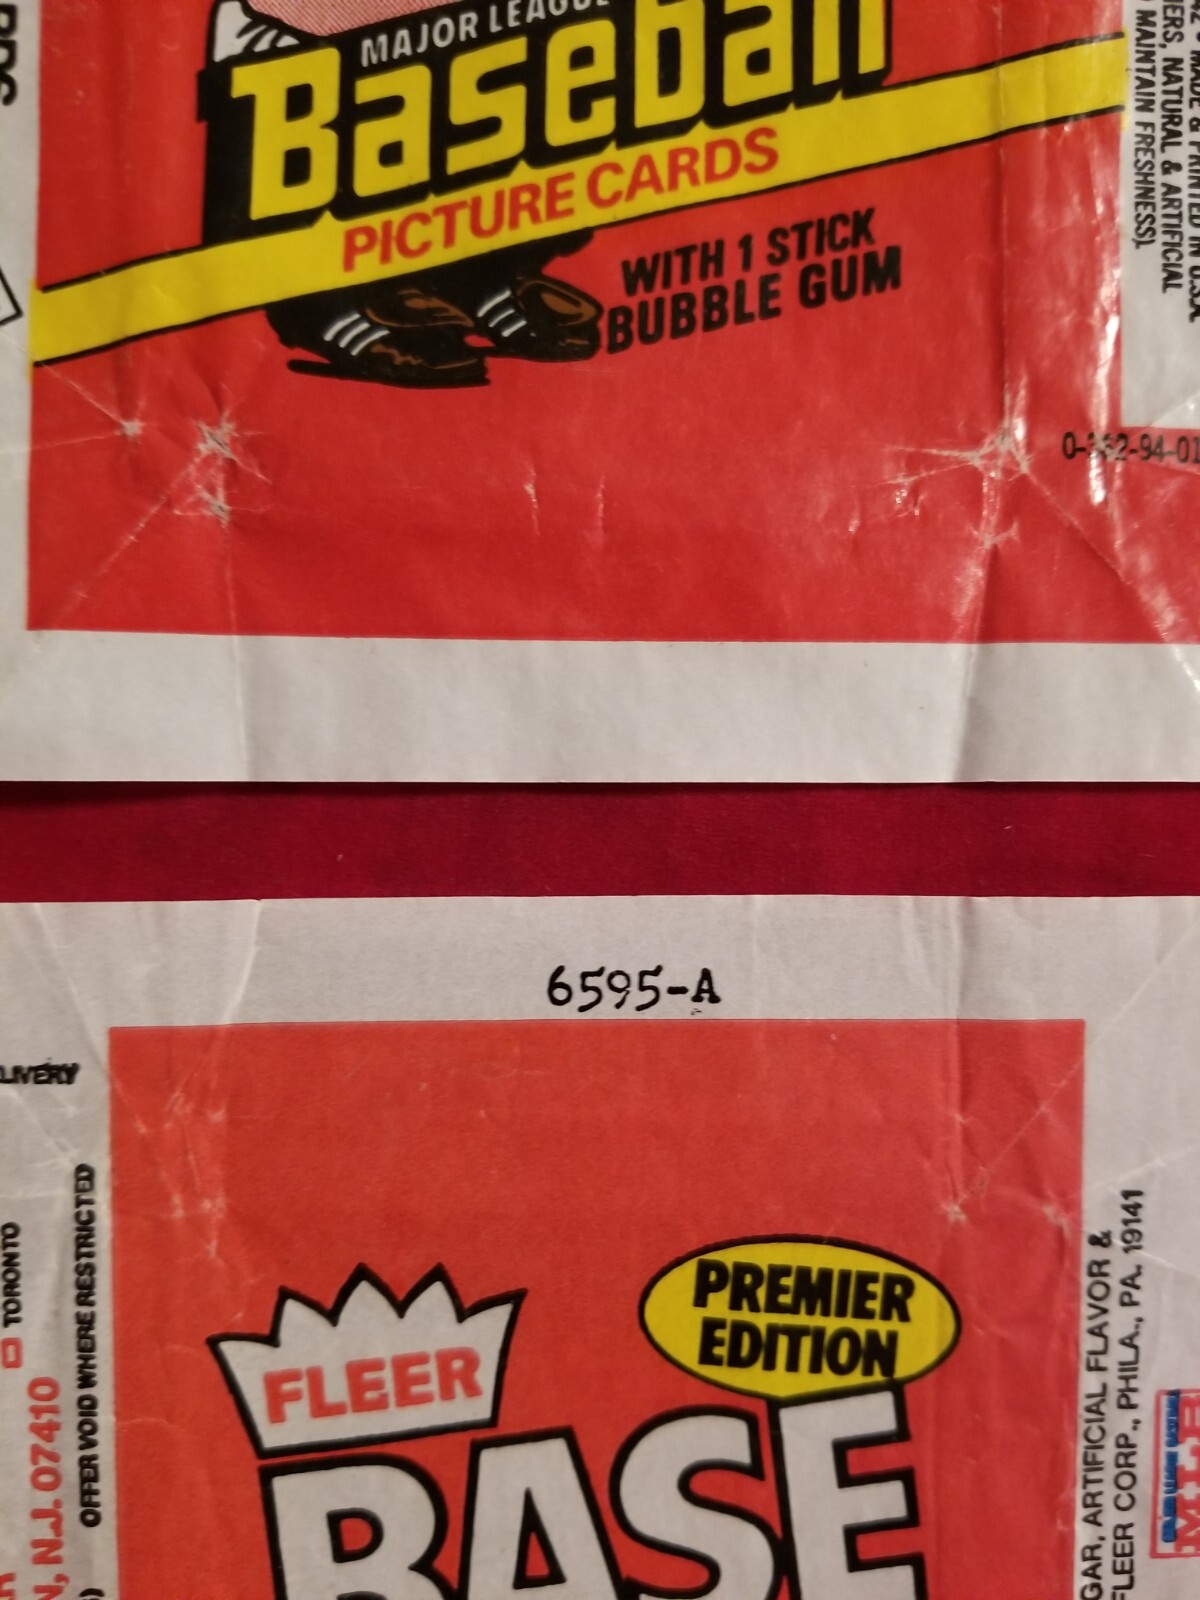 MAJOR LEAGUE
Baseball
PICTURE CARDS
WITH 1 STICK
BUBBLE GUM
MADE & PRINTED IN U.S.A.
NATURAL & ARTIFICIAL
MAINTAIN FRESHNESS).
6595-A
LIVERY
TORONTO
N.J. 07410
OFFER VOID WHERE RESTRICTED
FLEER
PREMIER
EDITION
BASE
GAR, ARTIFICIAL FLAVOR &
FLEER CORP., PHILA., PA. 19141